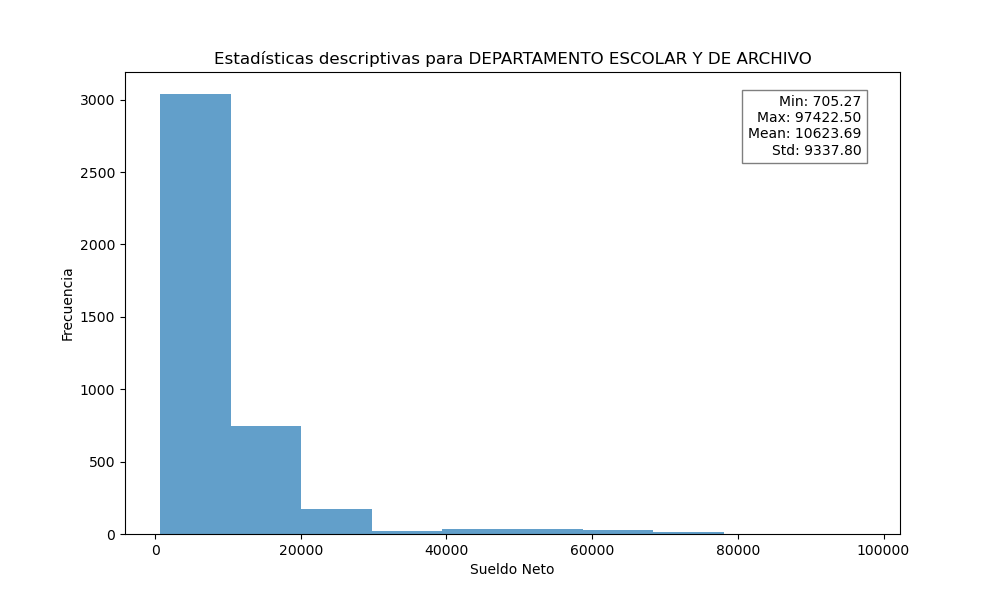 Estadísticas descriptivas para DEPARTAMENTO ESCOLAR Y DE ARCHIVO
Min: 705.27
Max: 97422.50
Mean: 10623.69
Std: 9337.80
Frecuencia
3000
2500
2000
1500
1000
500
0
0 20000 40000 60000 80000 100000
Sueldo Neto